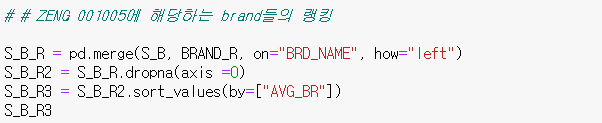 # # ZENG 001005에 해당하는 brand들의 랭킹
S_B_R = pd.merge(S_B, BRAND_R, on="BRD_NAME", how="left")
S_B_R2 = S_B_R.dropna(axis =0)
S_B_R3 = S_B_R2.sort_values(by=["AVG_BR"])
S_B_R3